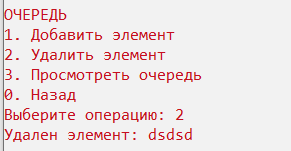 ОЧЕРЕДЬ
1. Добавить элемент
2. Удалить элемент
3. Просмотреть очередь
0. Назад
Выберите операцию: 2
Удален элемент: dsdsd